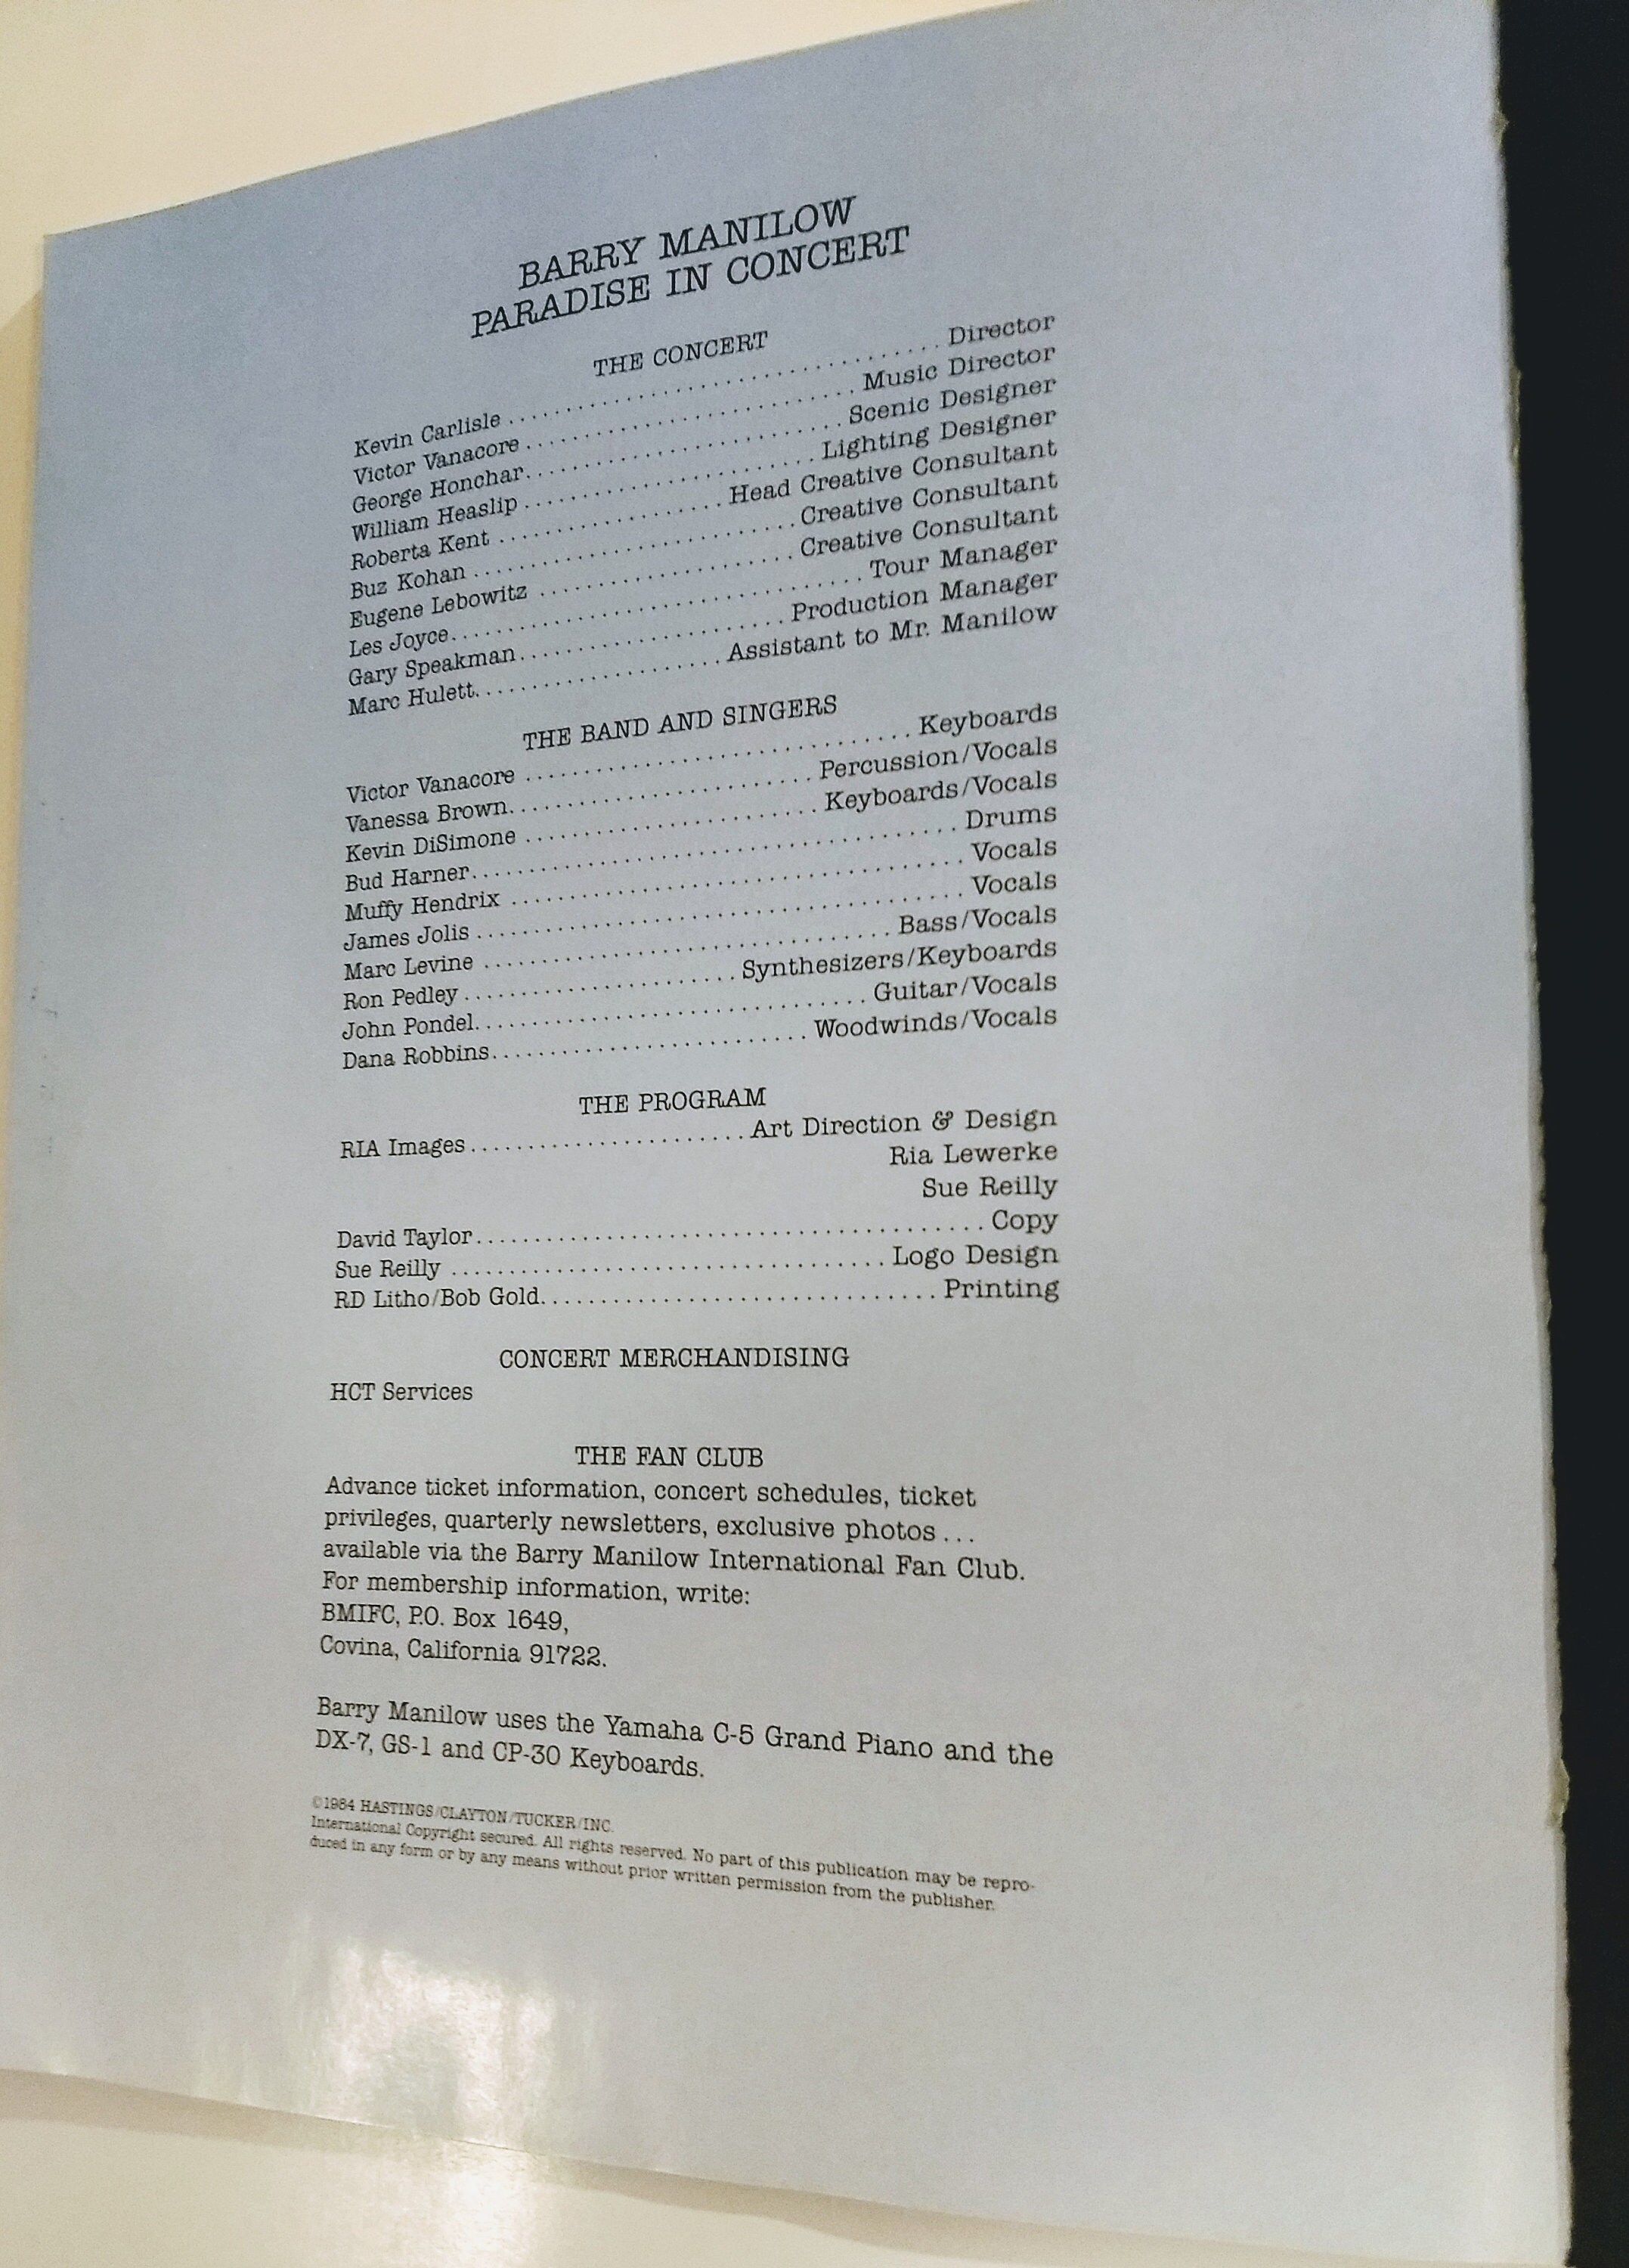 BARRY MANILOW
PARADISE IN CONCERT
THE CONCERT
Kevin Carlisle ........................................ Director
Victor Vanacore ................................ Music Director
George Honchar................................ Scenic Designer
William Heaslip ............................. Lighting Designer
Roberta Kent ....................... Head Creative Consultant
Buz Kohan ................................. Creative Consultant
Eugene Lebowitz ........................ Creative Consultant
Les Joyce....................................... Tour Manager
Gary Speakman........................... Production Manager
Marc Hulett........................ Assistant to Mr. Manilow
THE BAND AND SINGERS
Victor Vanacore ..................................... Keyboards
Vanessa Brown............................. Percussion/Vocals
Kevin DiSimone ............................ Keyboards/Vocals
Bud Harner............................................. Drums
Muffy Hendrix .......................................... Vocals
James Jolis ............................................. Vocals
Marc Levine ....................................... Bass/Vocals
Ron Pedley ........................... Synthesizers/Keyboards
John Pondel...................................... Guitar/Vocals
Dana Robbins.............................. Woodwinds/Vocals
THE PROGRAM
RIA Images........................... Art Direction & Design
Ria Lewerke
Sue Reilly
David Taylor............................................ Copy
Sue Reilly ...................................... Logo Design
RD Litho/Bob Gold.................................. Printing
CONCERT MERCHANDISING
HCT Services
THE FAN CLUB
Advance ticket information, concert schedules, ticket
privileges, quarterly newsletters, exclusive photos ...
available via the Barry Manilow International Fan Club.
For membership information, write:
BMIFC, P.O. Box 1649,
Covina, California 91722.
Barry Manilow uses the Yamaha C-5 Grand Piano and the
DX-7, GS-1 and CP-30 Keyboards.
©1984 HASTINGS/CLAYTON/TUCKER/INC.
International Copyright secured. All rights reserved. No part of this publication may be repro-
duced in any form or by any means without prior written permission from the publisher.